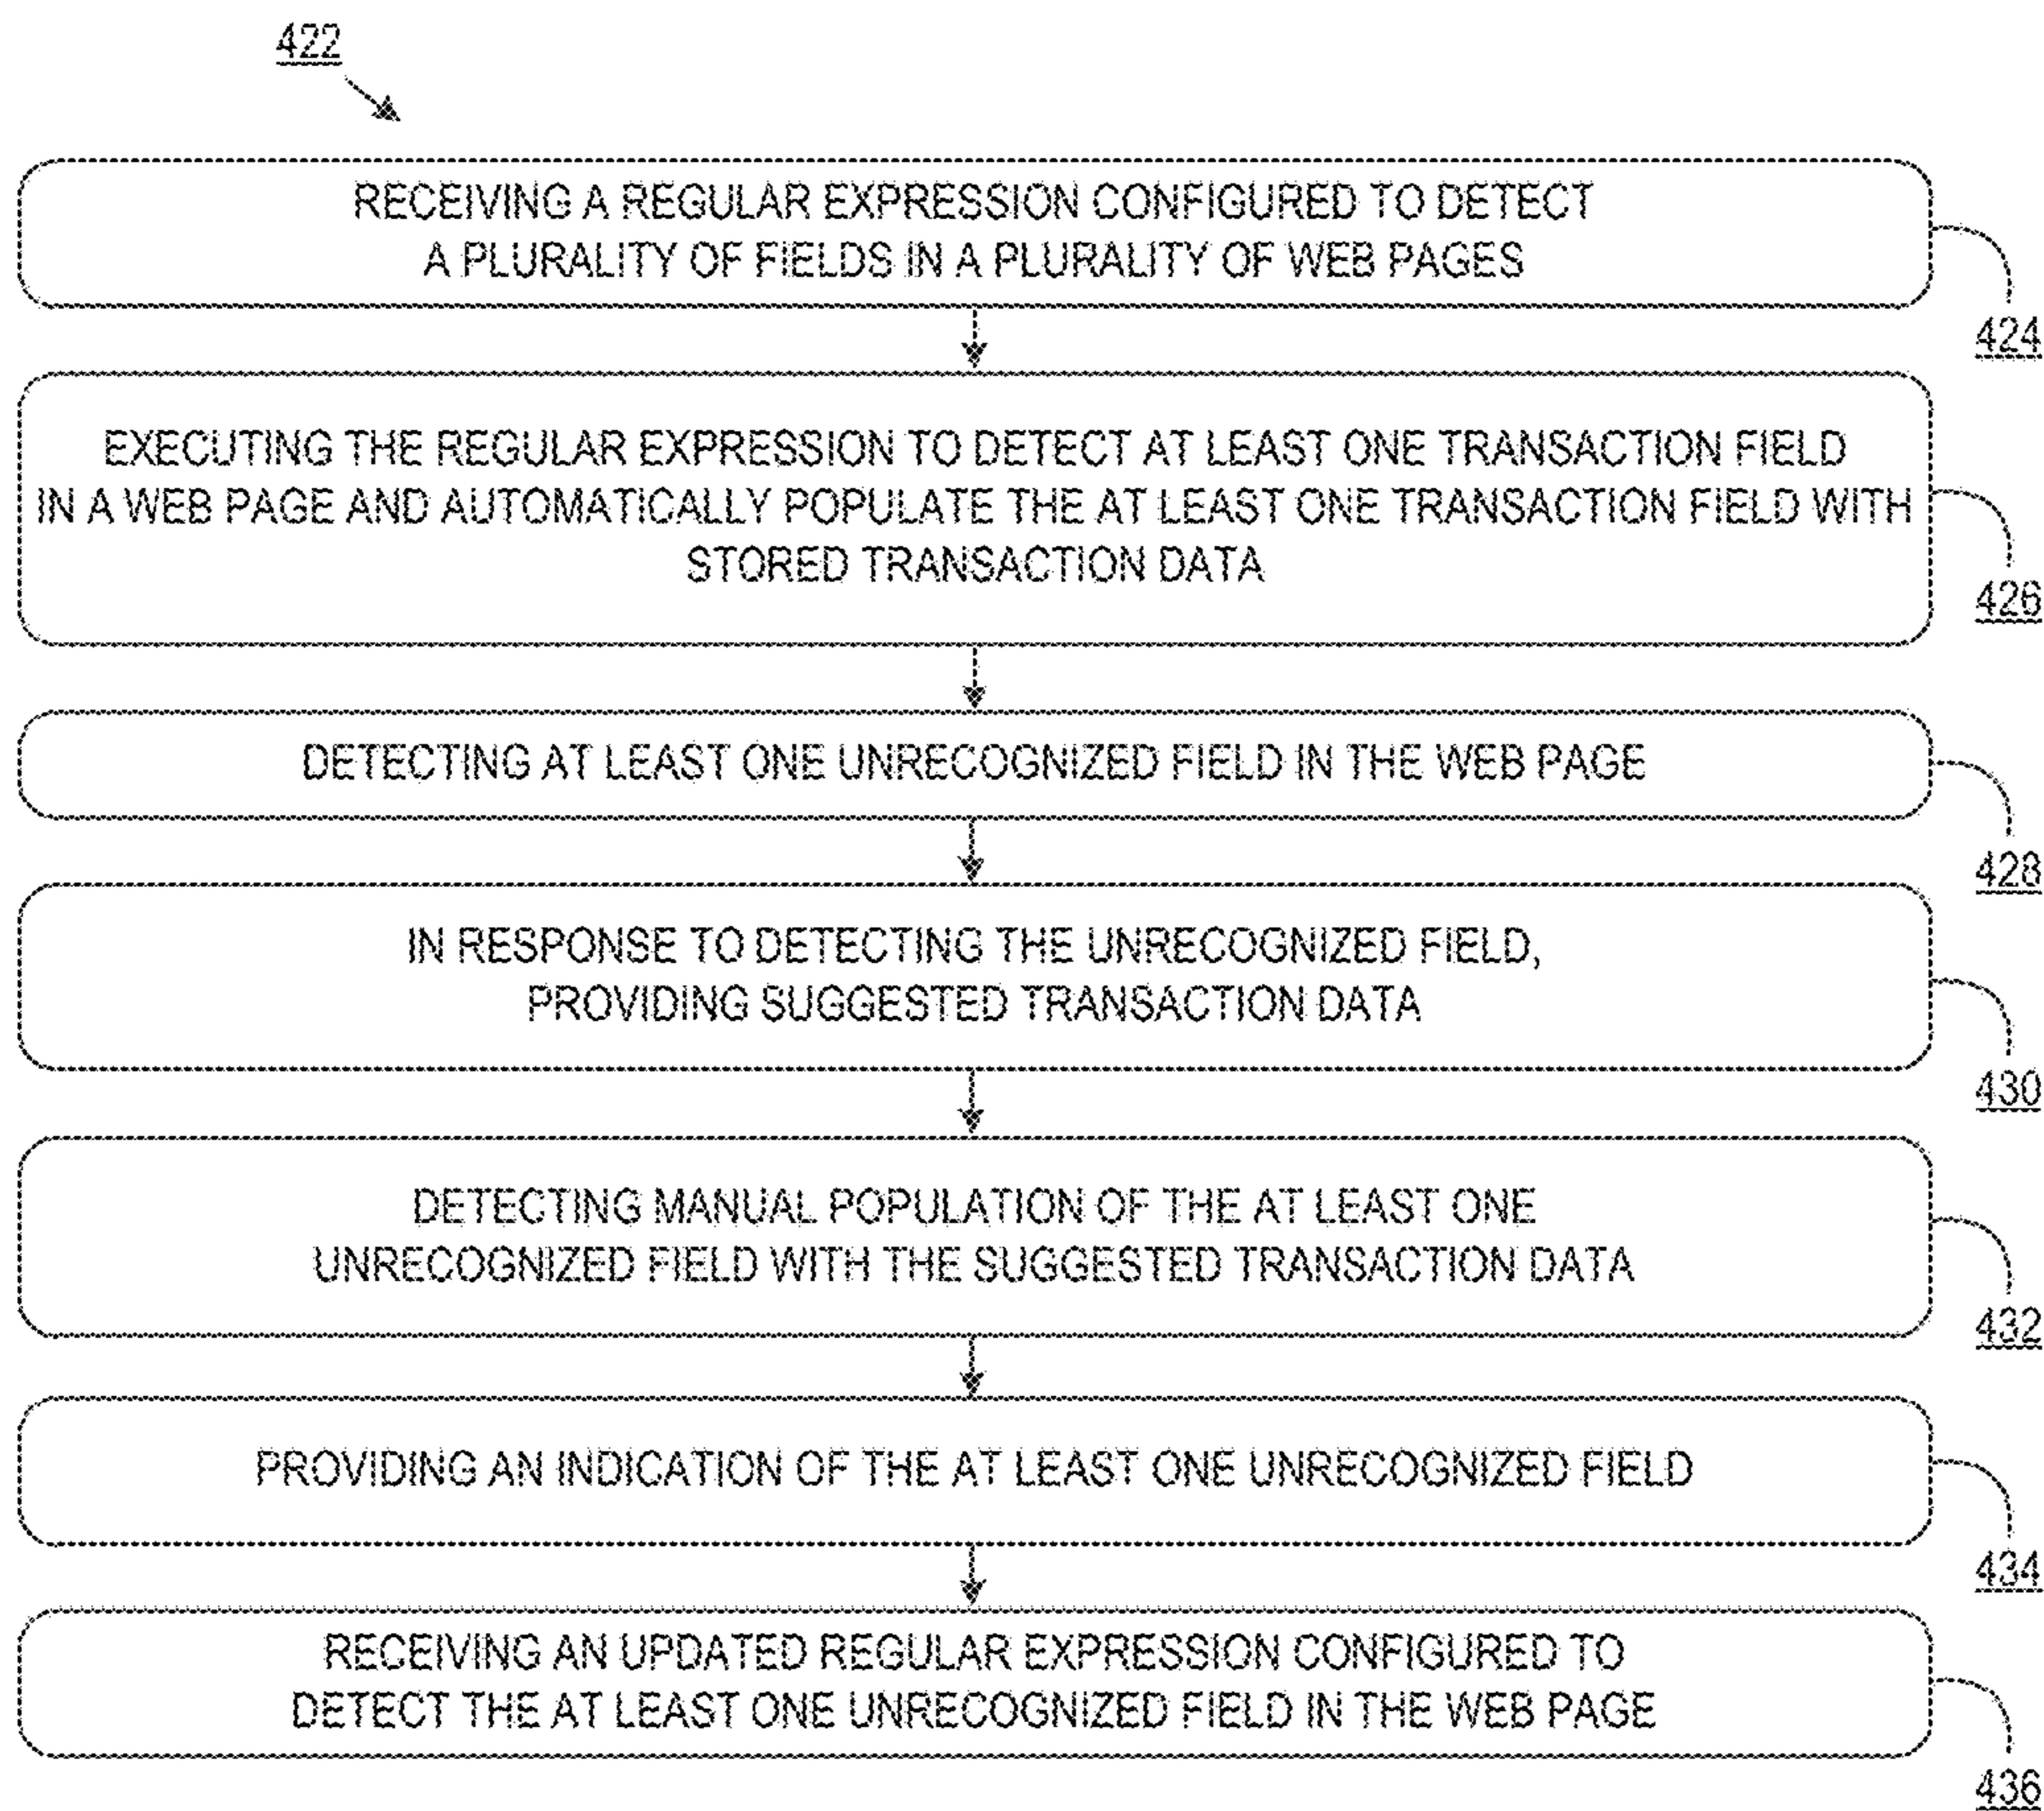 422
RECEIVING A REGULAR EXPRESSION CONFIGURED TO DETECT
A PLURALITY OF FIELDS IN A PLURALITY OF WEB PAGES
424
EXECUTING THE REGULAR EXPRESSION TO DETECT AT LEAST ONE TRANSACTION FIELD
IN A WEB PAGE AND AUTOMATICALLY POPULATE THE AT LEAST ONE TRANSACTION FIELD WITH
STORED TRANSACTION DATA
426
DETECTING AT LEAST ONE UNRECOGNIZED FIELD IN THE WEB PAGE
428
IN RESPONSE TO DETECTING THE UNRECOGNIZED FIELD,
PROVIDING SUGGESTED TRANSACTION DATA
430
DETECTING MANUAL POPULATION OF THE AT LEAST ONE
UNRECOGNIZED FIELD WITH THE SUGGESTED TRANSACTION DATA
432
PROVIDING AN INDICATION OF THE AT LEAST ONE UNRECOGNIZED FIELD
434
RECEIVING AN UPDATED REGULAR EXPRESSION CONFIGURED TO
DETECT THE AT LEAST ONE UNRECOGNIZED FIELD IN THE WEB PAGE
436